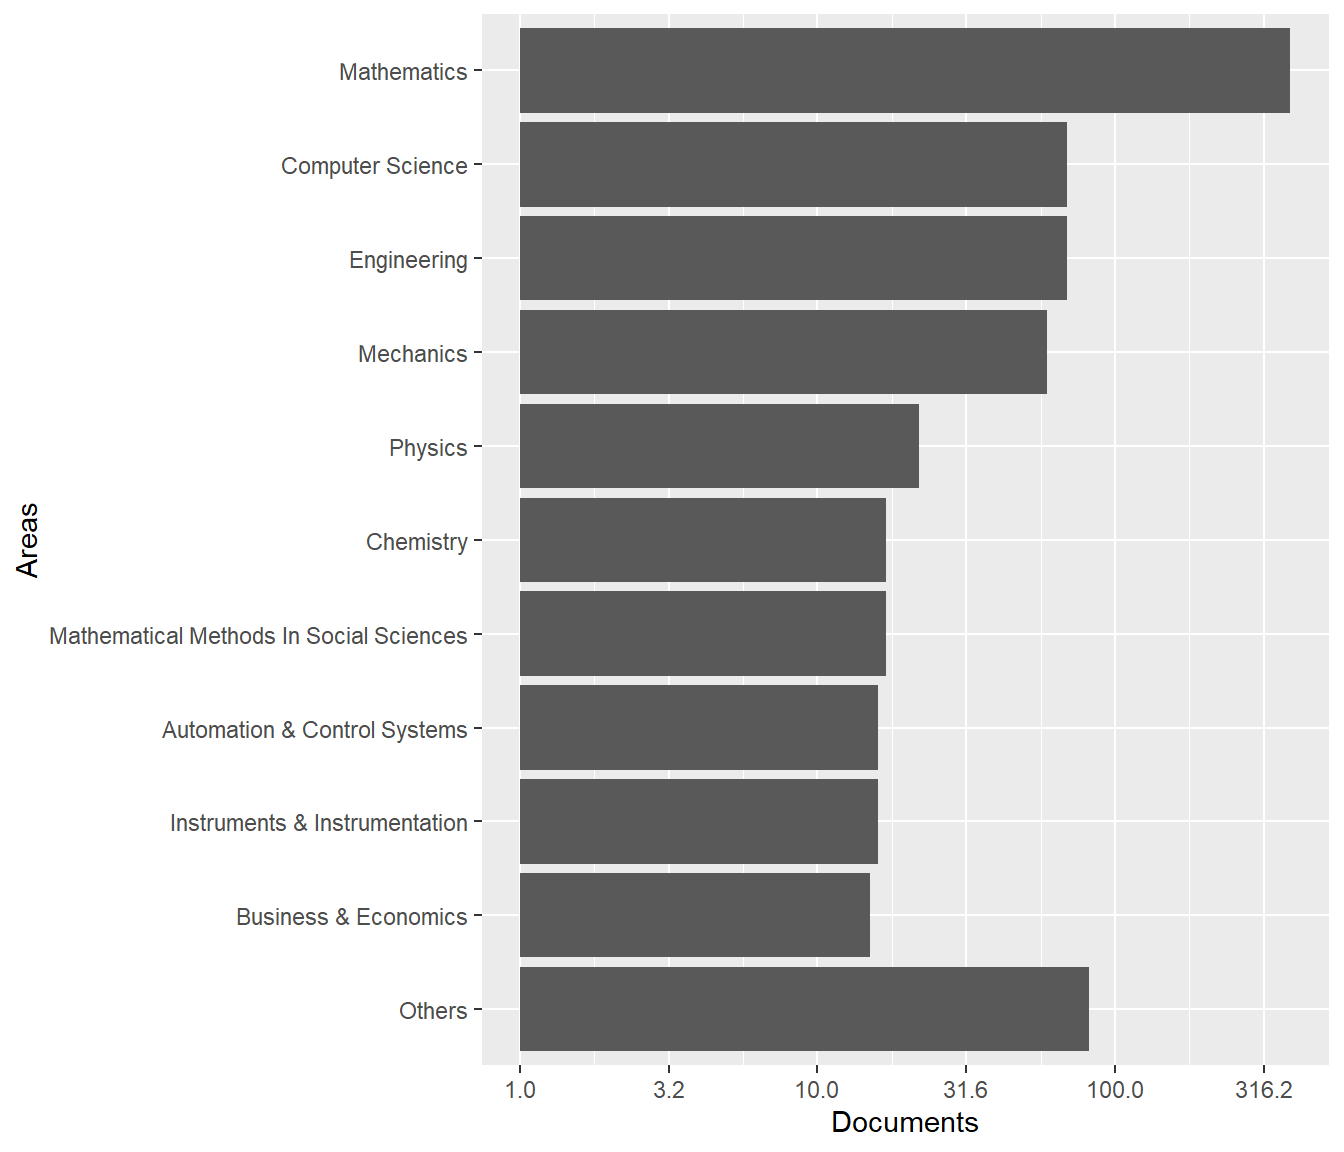 Mathematics
Computer Science
Engineering
Mechanics
Physics
Chemistry
Mathematical Methods In Social Sciences
Automation & Control Systems
Instruments & Instrumentation
Business & Economics
Others
Areas
1.0 3.2 10.0 31.6 100.0 316.2
Documents